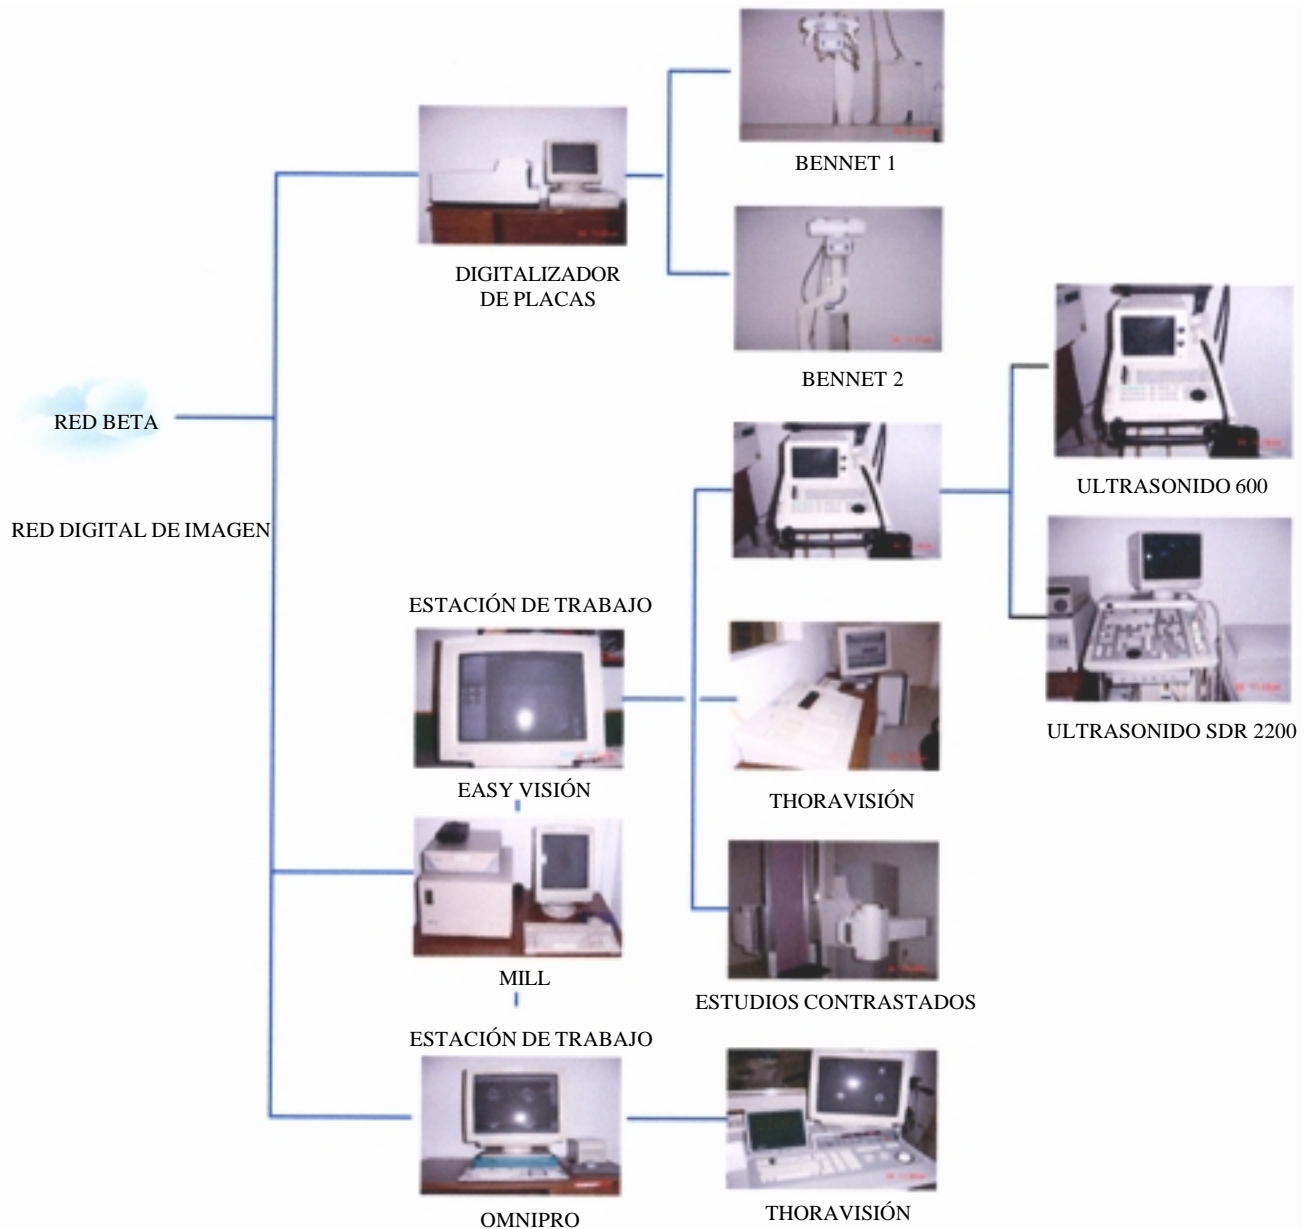 BENNET 1
DIGITALIZADOR
DE PLACAS
BENNET 2
RED BETA
ULTRASONIDO 600
RED DIGITAL DE IMAGEN
ESTACIÓN DE TRABAJO
ULTRASONIDO SDR 2200
EASY VISIÓN
THORAVISIÓN
MILL
ESTUDIOS CONTRASTADOS
ESTACIÓN DE TRABAJO
OMNIPRO
THORAVISIÓN